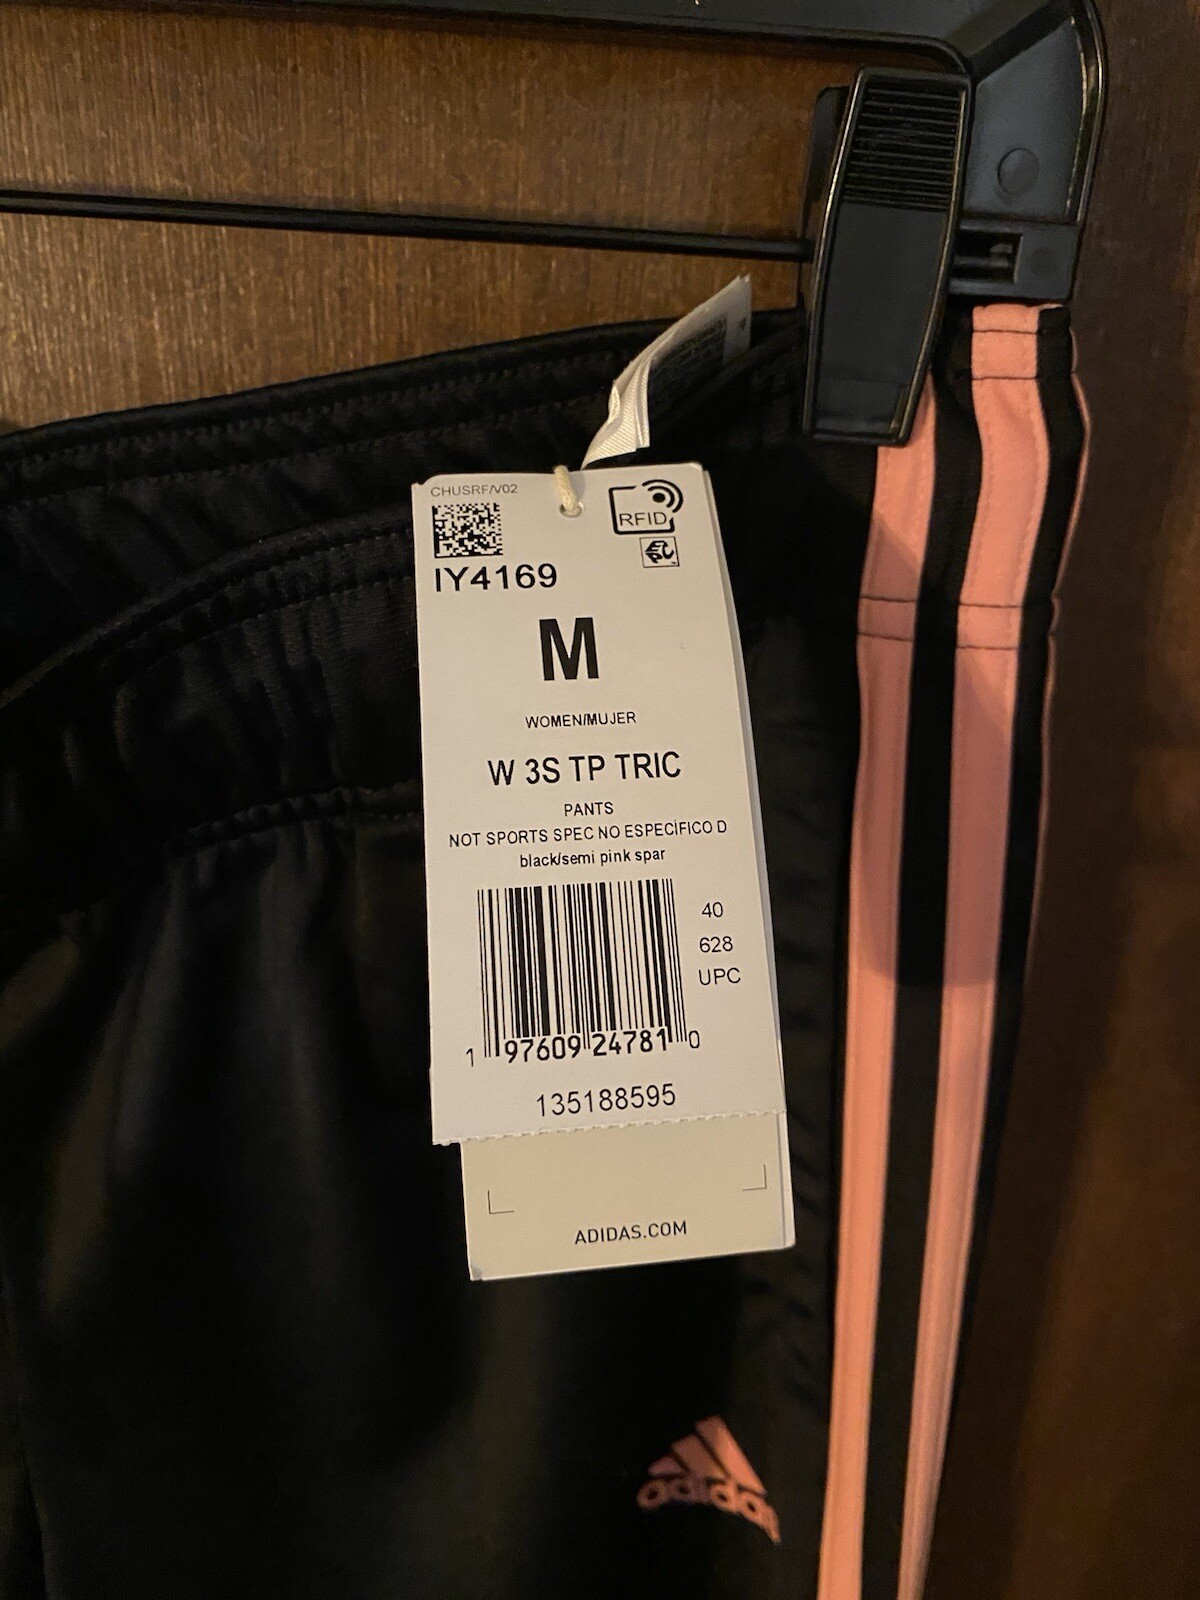 CHUSRF/V02
RFID
IY4169
M
WOMEN/MUJER
W 3S TP TRIC
PANTS
NOT SPORTS SPEC NO ESPECÍFICO D
black/semi pink spar
40
628
UPC
1 97609 24781 0
135188595
ADIDAS.COM
adidas